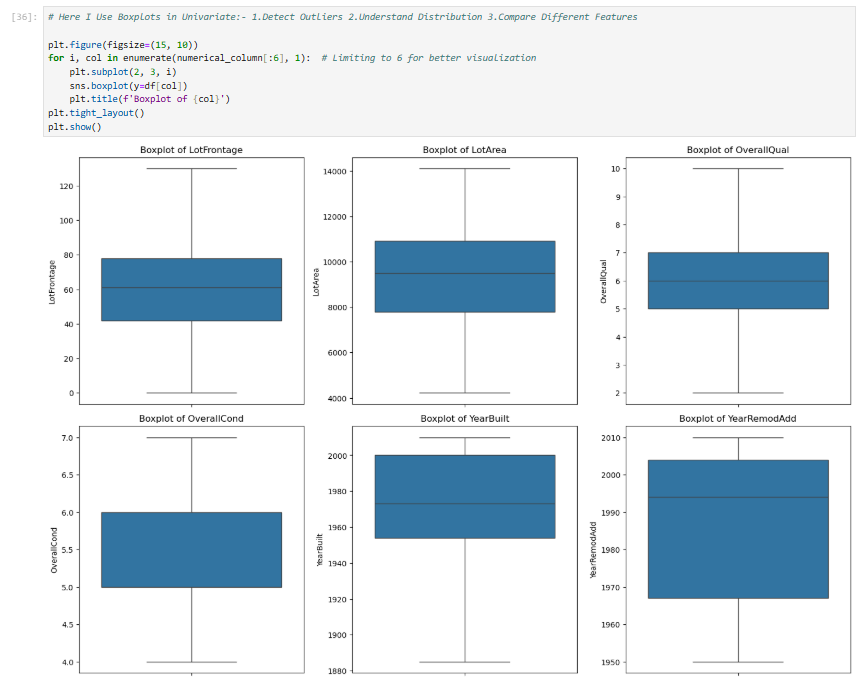 [36]: # Here I Use Boxplots in Univariate:- 1.Detect Outliers 2.Understand Distribution 3.Compare Different Features
plt.figure(figsize=(15, 10))
for i, col in enumerate(numerical_column[:6], 1):  # Limiting to 6 for better visualization
    plt.subplot(2, 3, i)
    sns.boxplot(y=df[col])
    plt.title(f'Boxplot of {col}')
plt.tight_layout()
plt.show()
Boxplot of LotFrontage
120
100
80
60
40
20
0
LotFrontage
Boxplot of LotArea
14000
12000
10000
8000
6000
4000
LotArea
Boxplot of OverallQual
10
9
8
7
6
5
4
3
2
OverallQual
Boxplot of OverallCond
7.0
6.5
6.0
5.5
5.0
4.5
4.0
OverallCond
Boxplot of YearBuilt
2000
1980
1960
1940
1920
1900
1880
YearBuilt
Boxplot of YearRemodAdd
2010
2000
1990
1980
1970
1960
1950
YearRemodAdd